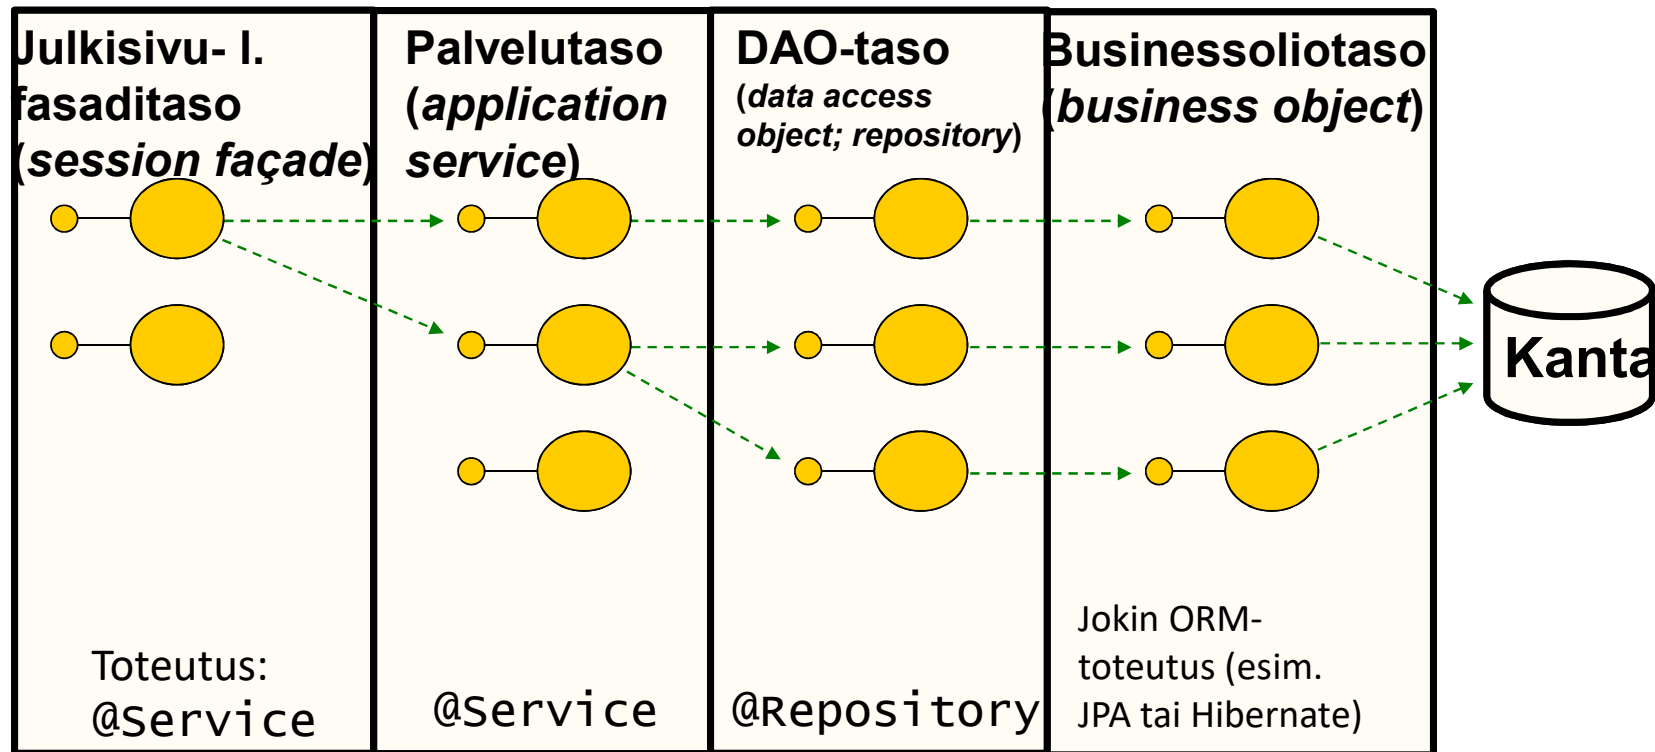 Julkisivu- l.
fasaditaso
(session façade)
Palvelutaso
(application
service)
DAO-taso
(data access
object; repository)
Businessoliotaso
(business object)
Kanta
Toteutus:
@Service
@Service
@Repository
Jokin ORM-
toteutus (esim.
JPA tai Hibernate)